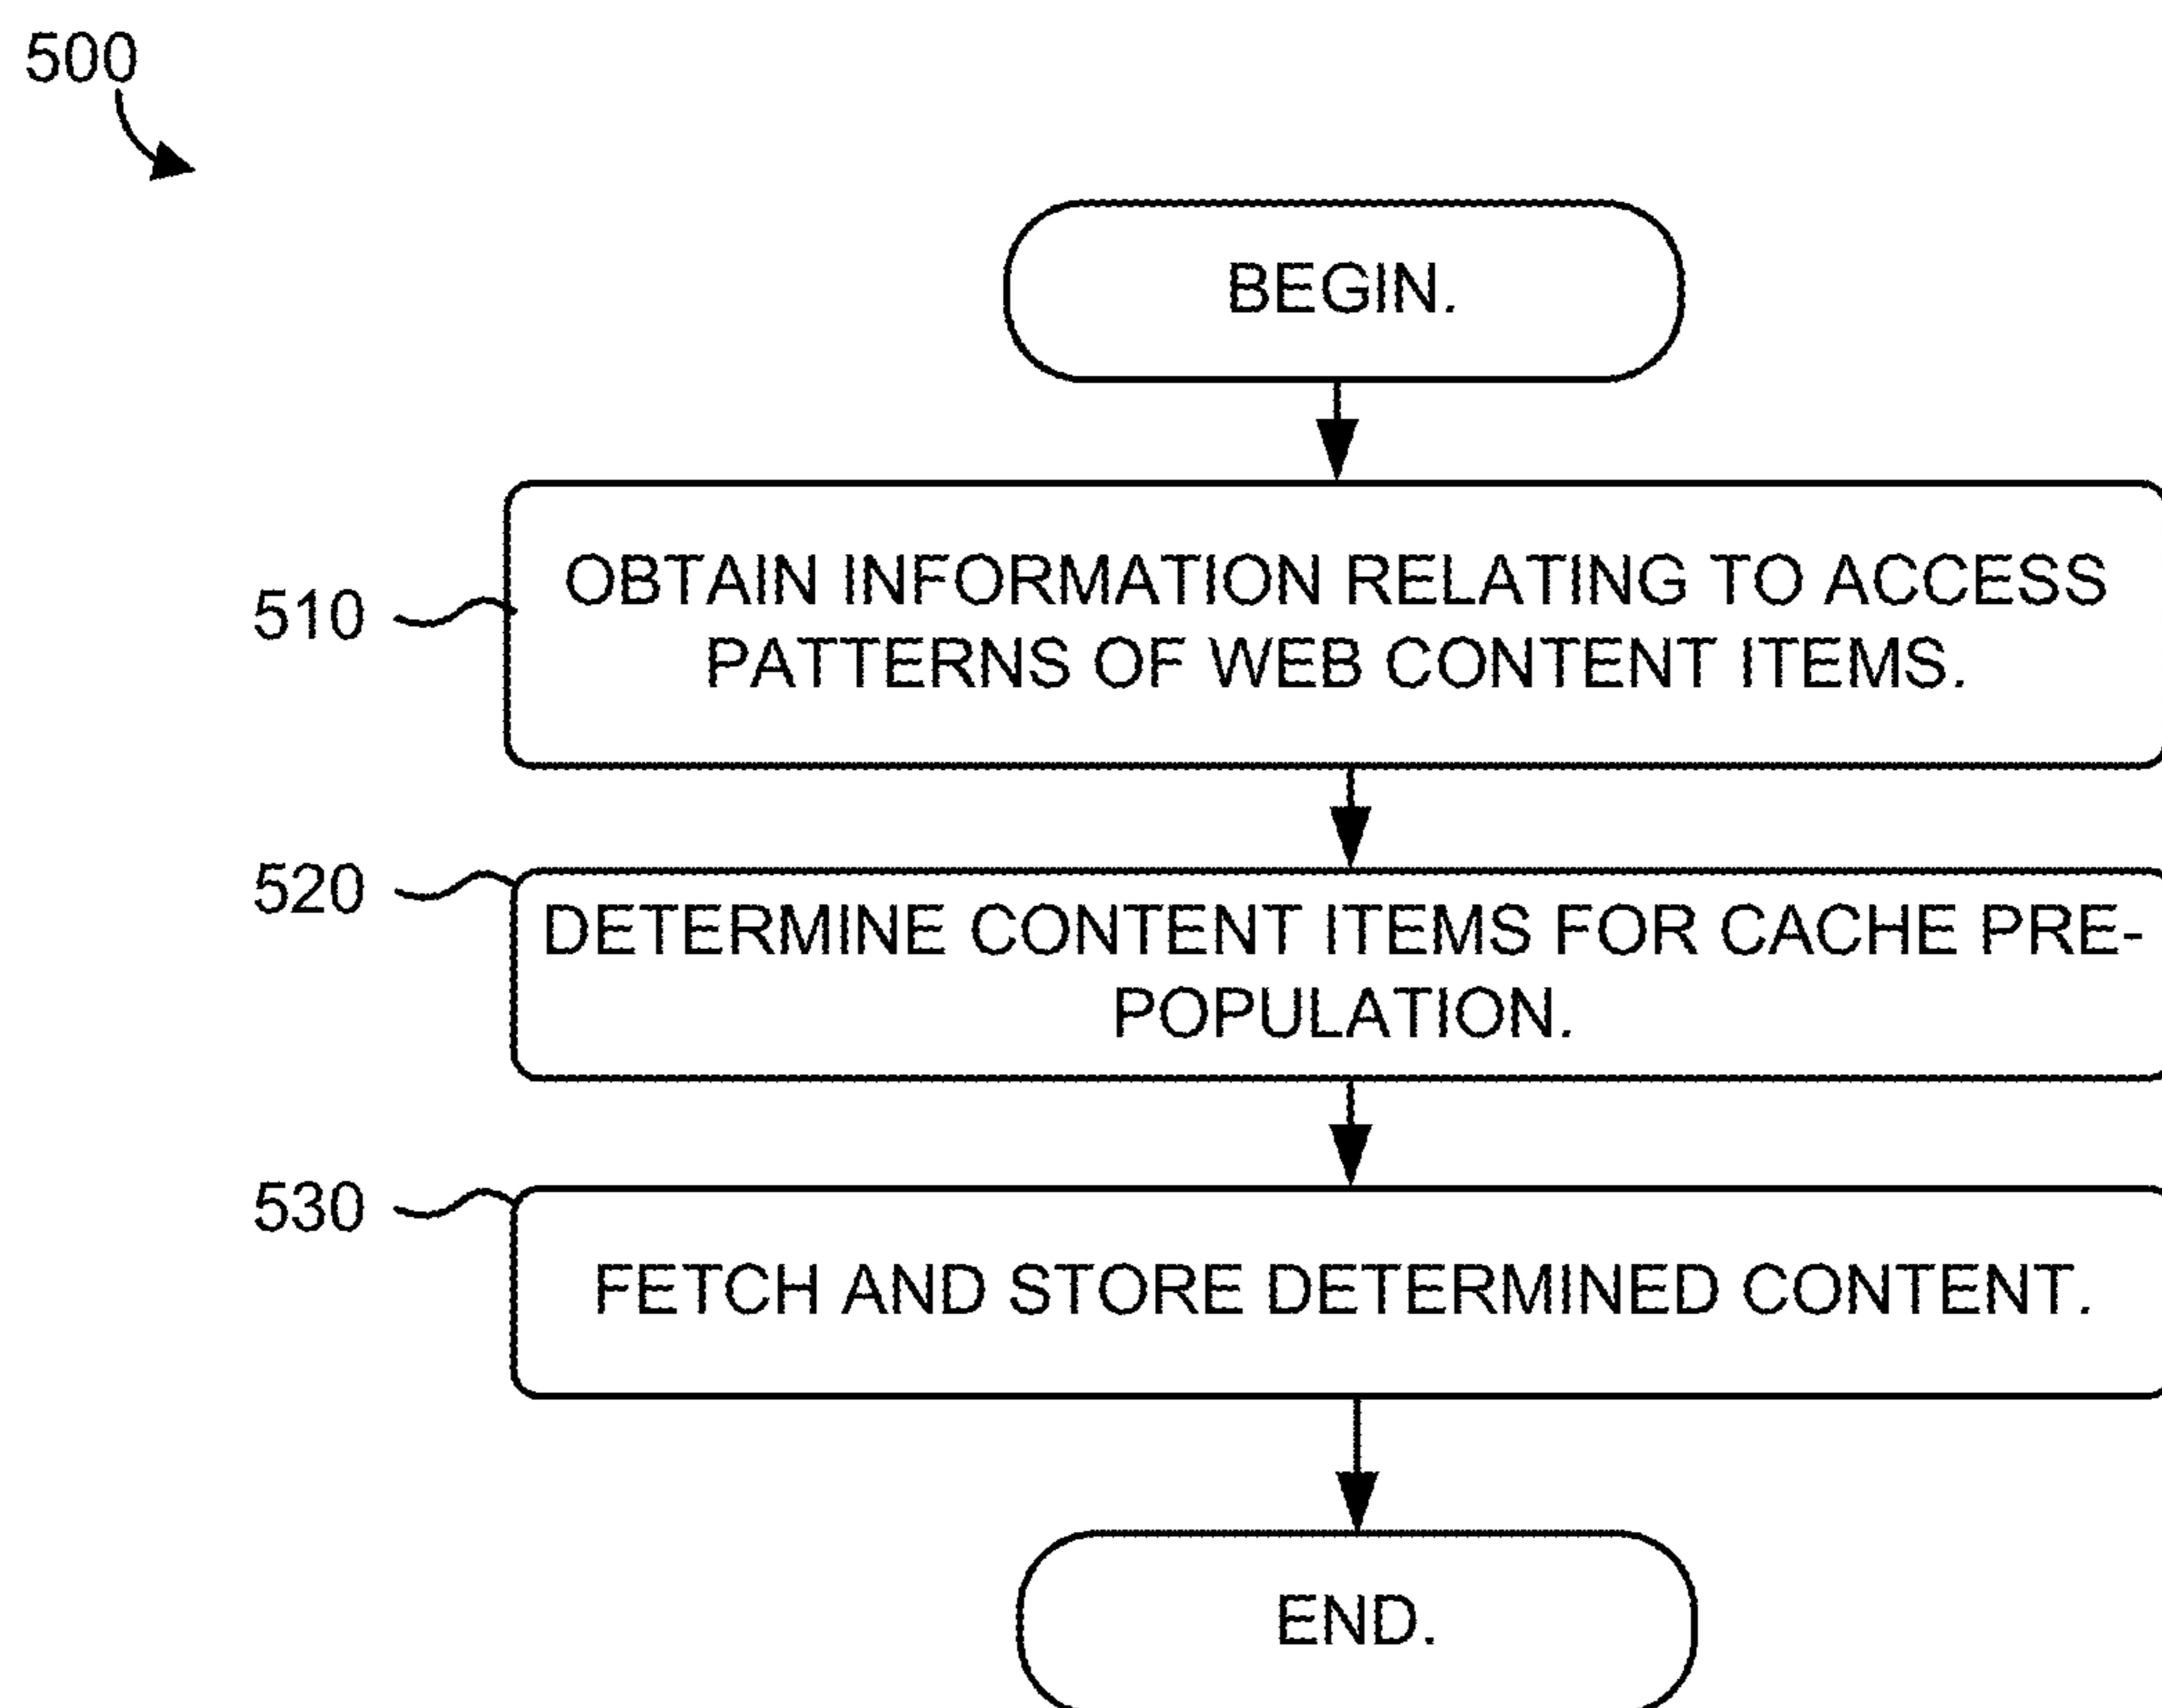 500
BEGIN.
510
OBTAIN INFORMATION RELATING TO ACCESS
PATTERNS OF WEB CONTENT ITEMS.
520
DETERMINE CONTENT ITEMS FOR CACHE PRE-
POPULATION.
530
FETCH AND STORE DETERMINED CONTENT.
END.